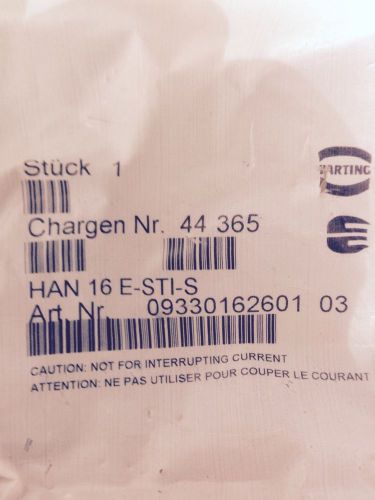 Stück 1
HARTING
Chargen Nr. 44 365
HAN 16 E-STI-S
Art. Nr. 09330162601 03
CAUTION: NOT FOR INTERRUPTING CURRENT
ATTENTION: NE PAS UTILISER POUR COUPER LE COURANT